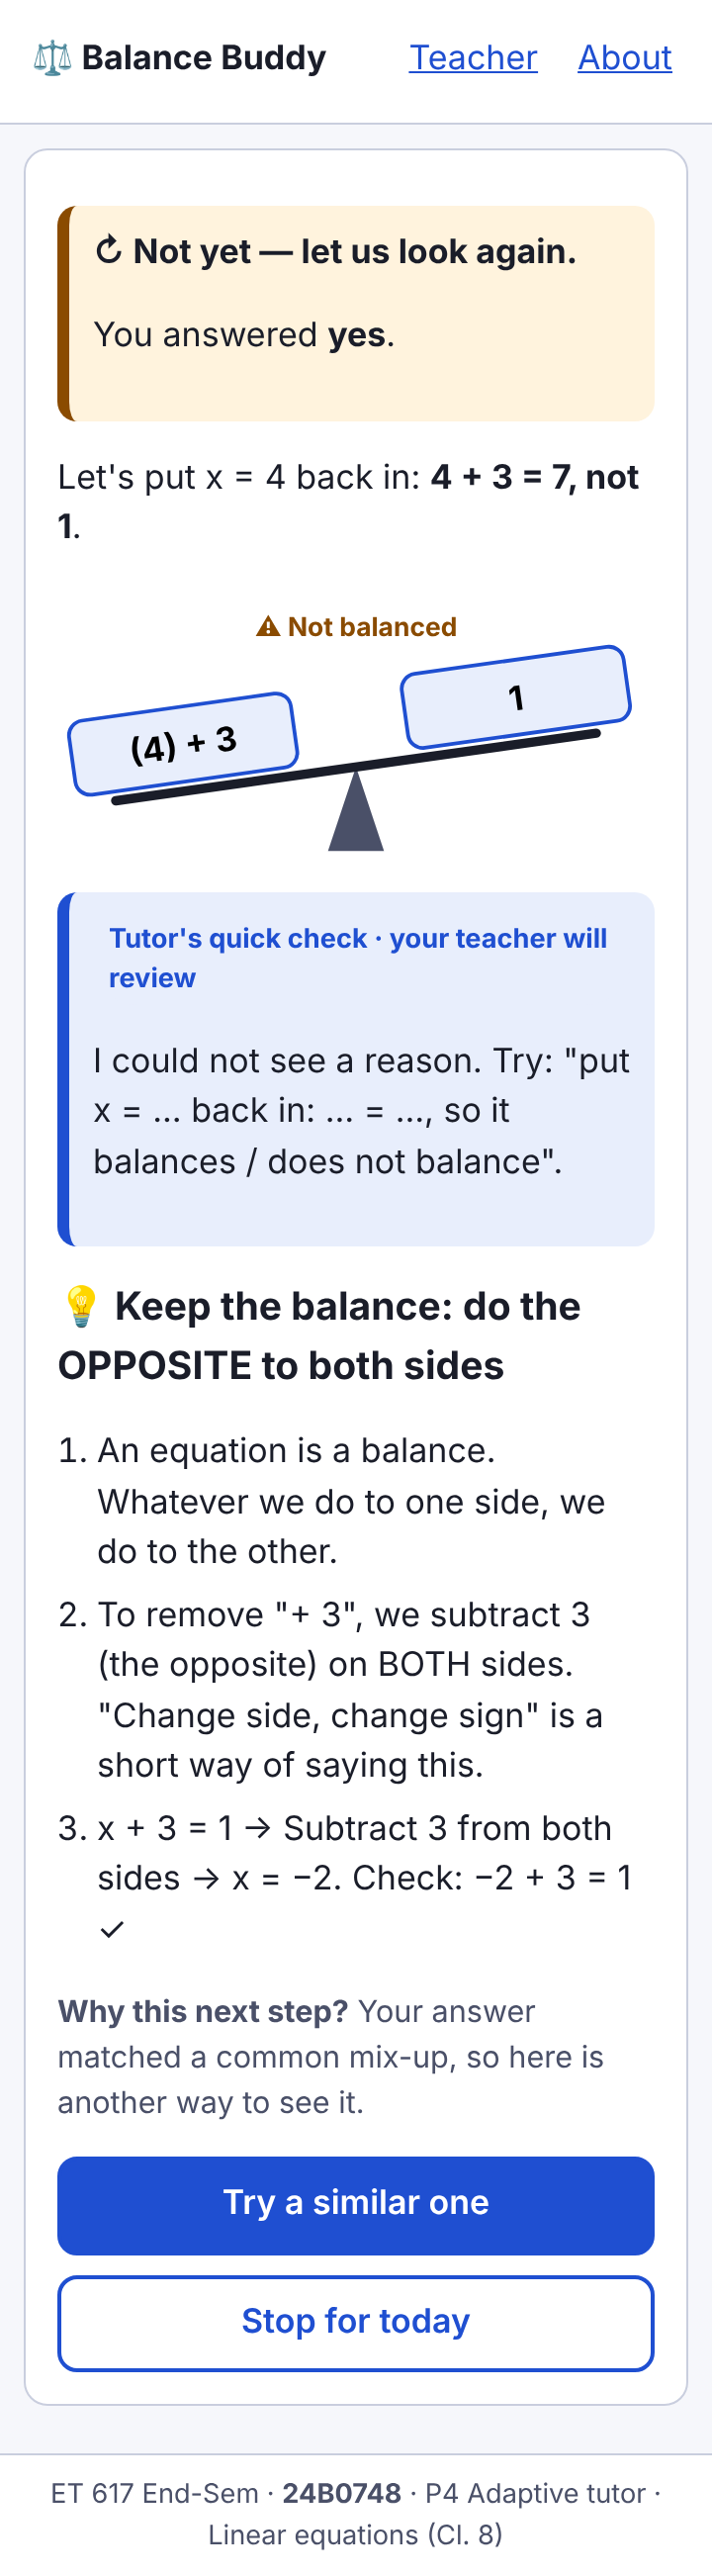 ⚖️ Balance Buddy Teacher About
↻ Not yet — let us look again.
You answered yes.
Let's put x = 4 back in: 4 + 3 = 7, not
1.
⚠ Not balanced
(4) + 3
1
Tutor's quick check · your teacher will
review
I could not see a reason. Try: "put
x = ... back in: ... = ..., so it
balances / does not balance".
💡 Keep the balance: do the
OPPOSITE to both sides
1. An equation is a balance.
Whatever we do to one side, we
do to the other.
2. To remove "+ 3", we subtract 3
(the opposite) on BOTH sides.
"Change side, change sign" is a
short way of saying this.
3. x + 3 = 1 → Subtract 3 from both
sides → x = −2. Check: −2 + 3 = 1
✓
Why this next step? Your answer
matched a common mix-up, so here is
another way to see it.
Try a similar one
Stop for today
ET 617 End-Sem · 24B0748 · P4 Adaptive tutor ·
Linear equations (Cl. 8)